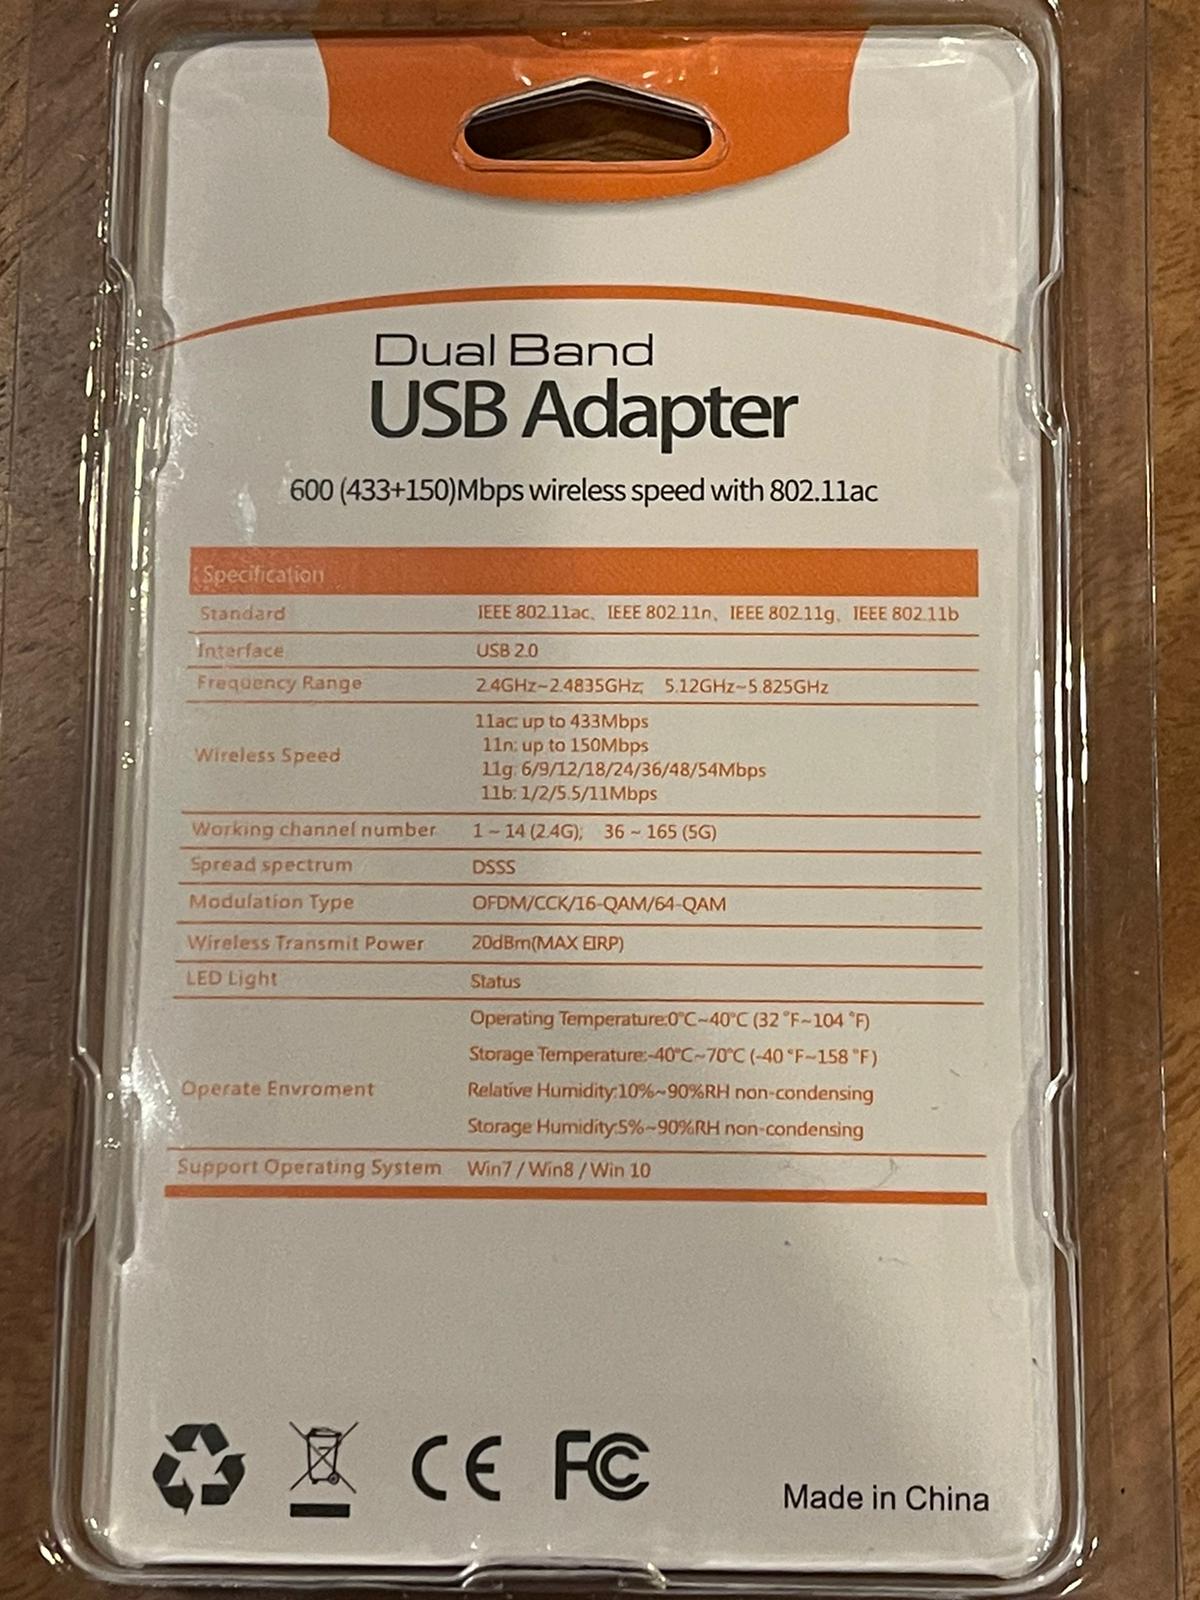 Dual Band
USB Adapter
600 (433+150)Mbps wireless speed with 802.11ac
Specification
Standard IEEE 802.11ac、IEEE 802.11n、IEEE 802.11g、IEEE 802.11b
Interface USB 2.0
Frequency Range 2.4GHz~2.4835GHz; 5.12GHz~5.825GHz
Wireless Speed
11ac: up to 433Mbps
11n: up to 150Mbps
11g: 6/9/12/18/24/36/48/54Mbps
11b: 1/2/5.5/11Mbps
Working channel number 1 ~ 14 (2.4G); 36 ~ 165 (5G)
Spread spectrum DSSS
Modulation Type OFDM/CCK/16-QAM/64-QAM
Wireless Transmit Power 20dBm(MAX EIRP)
LED Light Status
Operate Envroment
Operating Temperature:0°C~40°C (32 °F~104 °F)
Storage Temperature:-40°C~70°C (-40 °F~158 °F)
Relative Humidity:10%~90%RH non-condensing
Storage Humidity:5%~90%RH non-condensing
Support Operating System Win7 / Win8 / Win 10
CE FC
Made in China